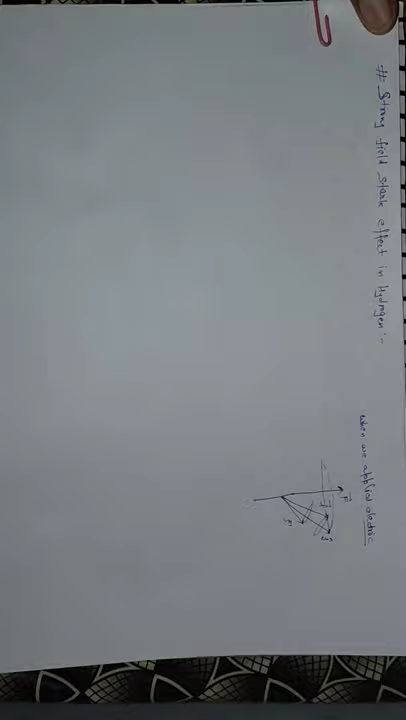 # Strong field stark effect in Hydrogen :-
when we applied electric
F